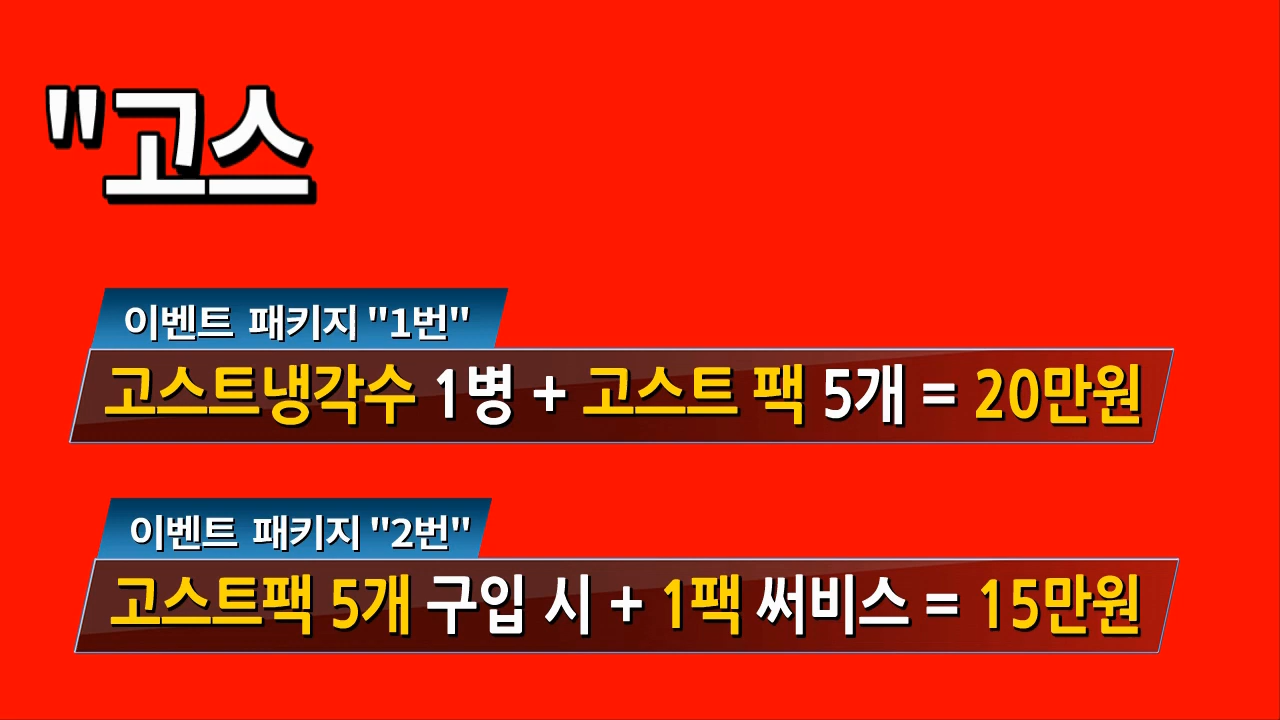 "고스
이벤트 패키지 "1번"
고스트냉각수 1병 + 고스트 팩 5개 = 20만원
이벤트 패키지 "2번"
고스트팩 5개 구입 시 + 1팩 써비스 = 15만원